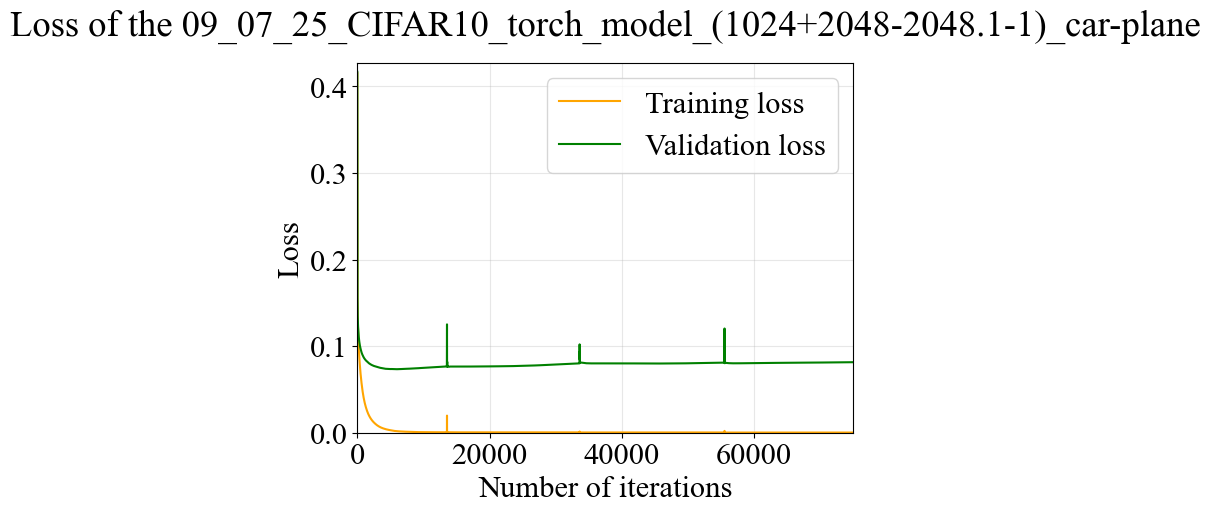 Loss of the 09_07_25_CIFAR10_torch_model_(1024+2048-2048.1-1)_car-plane
Training loss
Validation loss
Loss
0.4
0.3
0.2
0.1
0.0
0 20000 40000 60000
Number of iterations